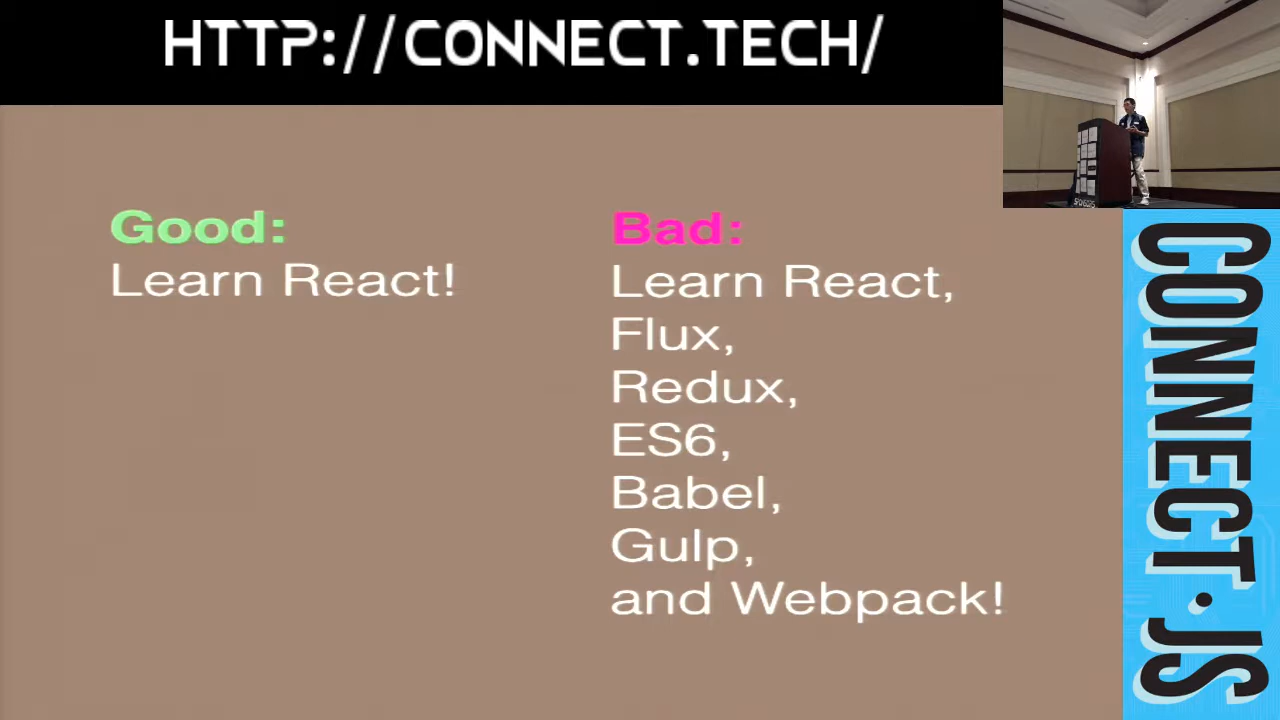 HTTP://CONNECT.TECH/
Good:
Learn React!
Bad:
Learn React,
Flux,
Redux,
ES6,
Babel,
Gulp,
and Webpack!
CONNECT.JS